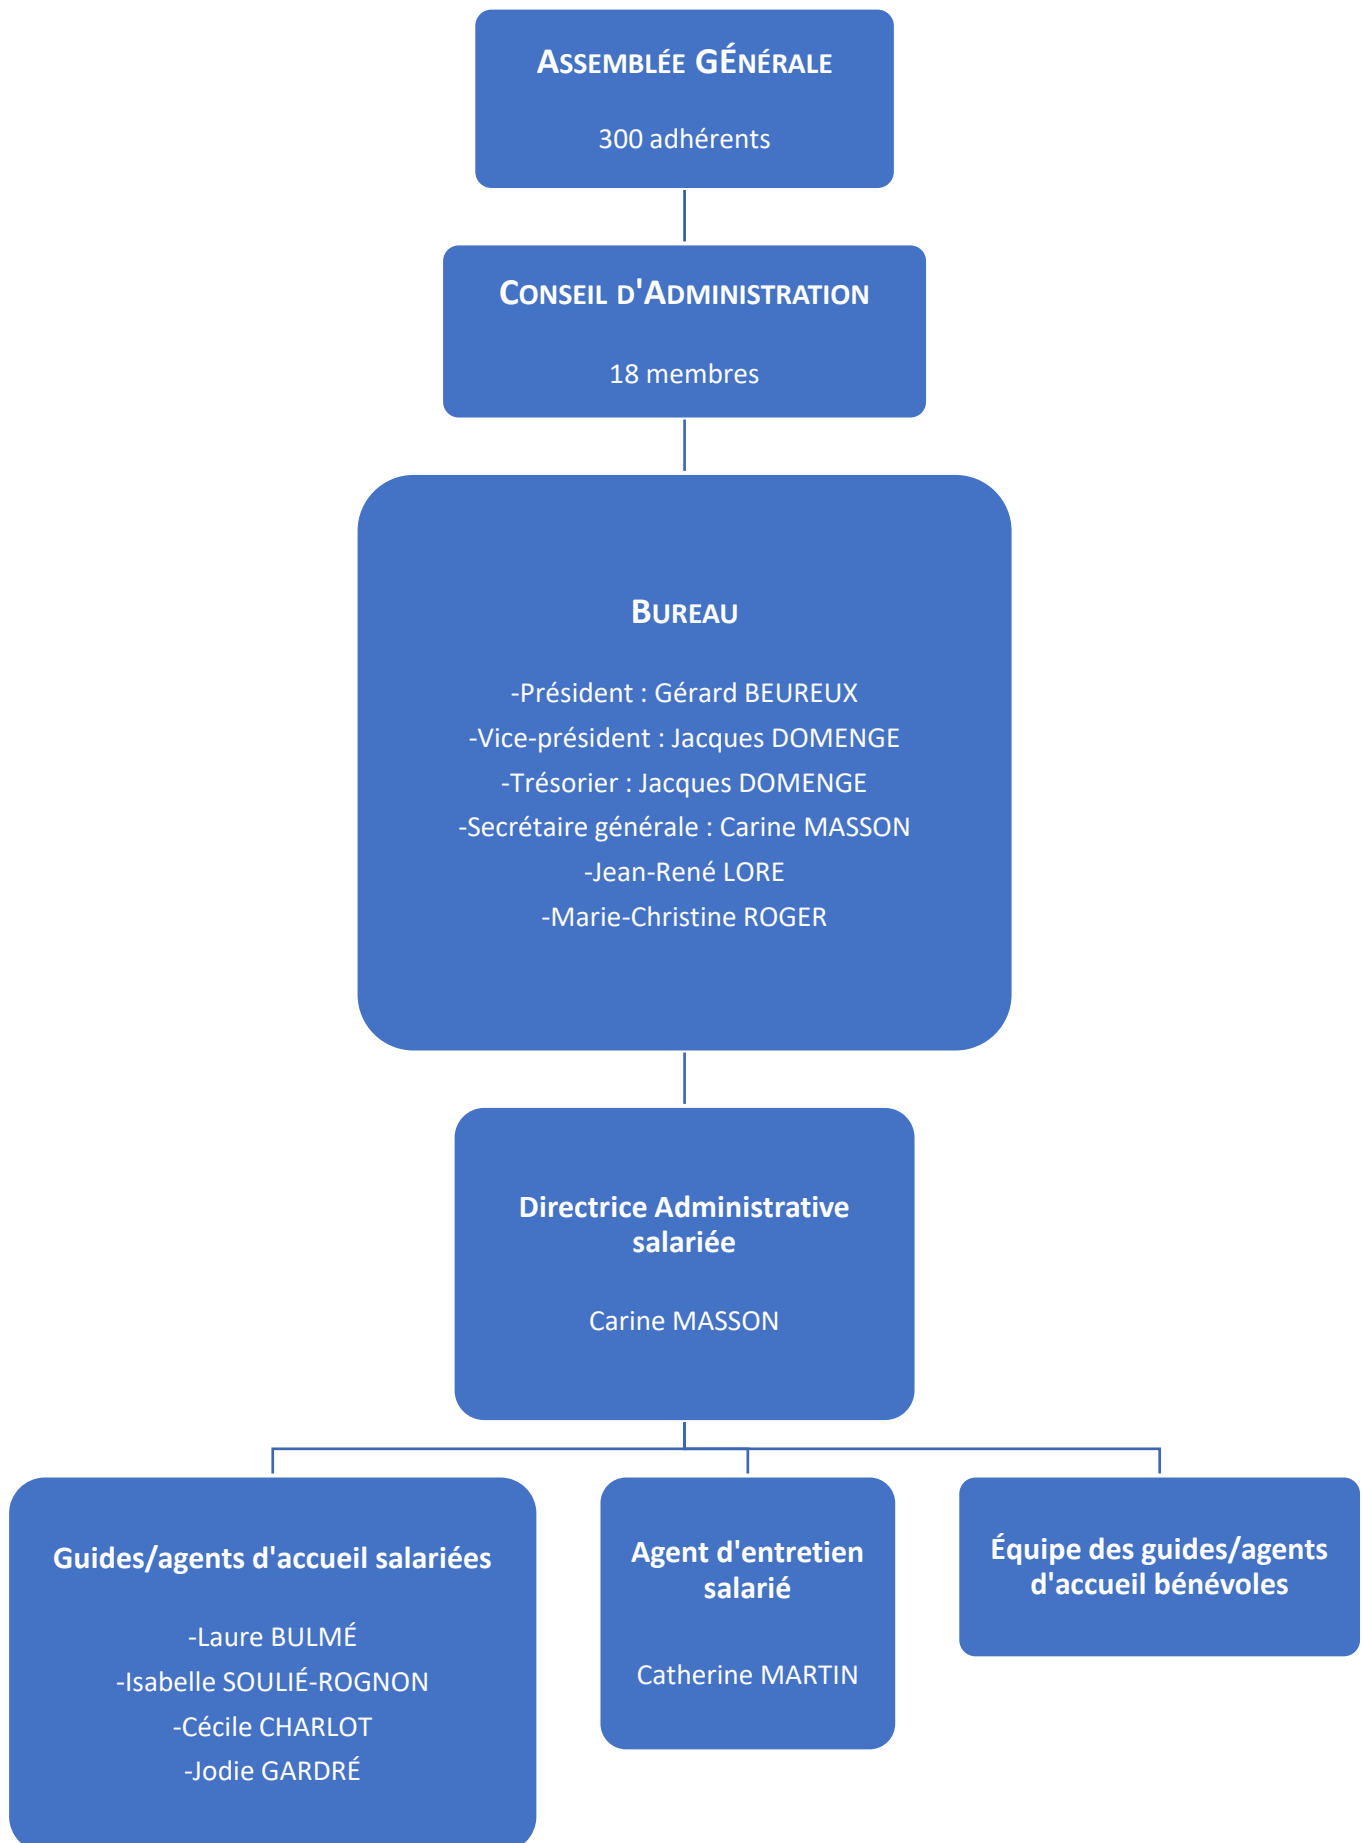 ASSEMBLÉE GÉNÉRALE
300 adhérents
CONSEIL D'ADMINISTRATION
18 membres
BUREAU
-Président : Gérard BEUREUX
-Vice-président : Jacques DOMENGE
-Trésorier : Jacques DOMENGE
-Secrétaire générale : Carine MASSON
-Jean-René LORE
-Marie-Christine ROGER
Directrice Administrative
salariée
Carine MASSON
Guides/agents d'accueil salariées
-Laure BULMÉ
-Isabelle SOULIÉ-ROGNON
-Cécile CHARLOT
-Jodie GARDRÉ
Agent d'entretien
salarié
Catherine MARTIN
Équipe des guides/agents
d'accueil bénévoles